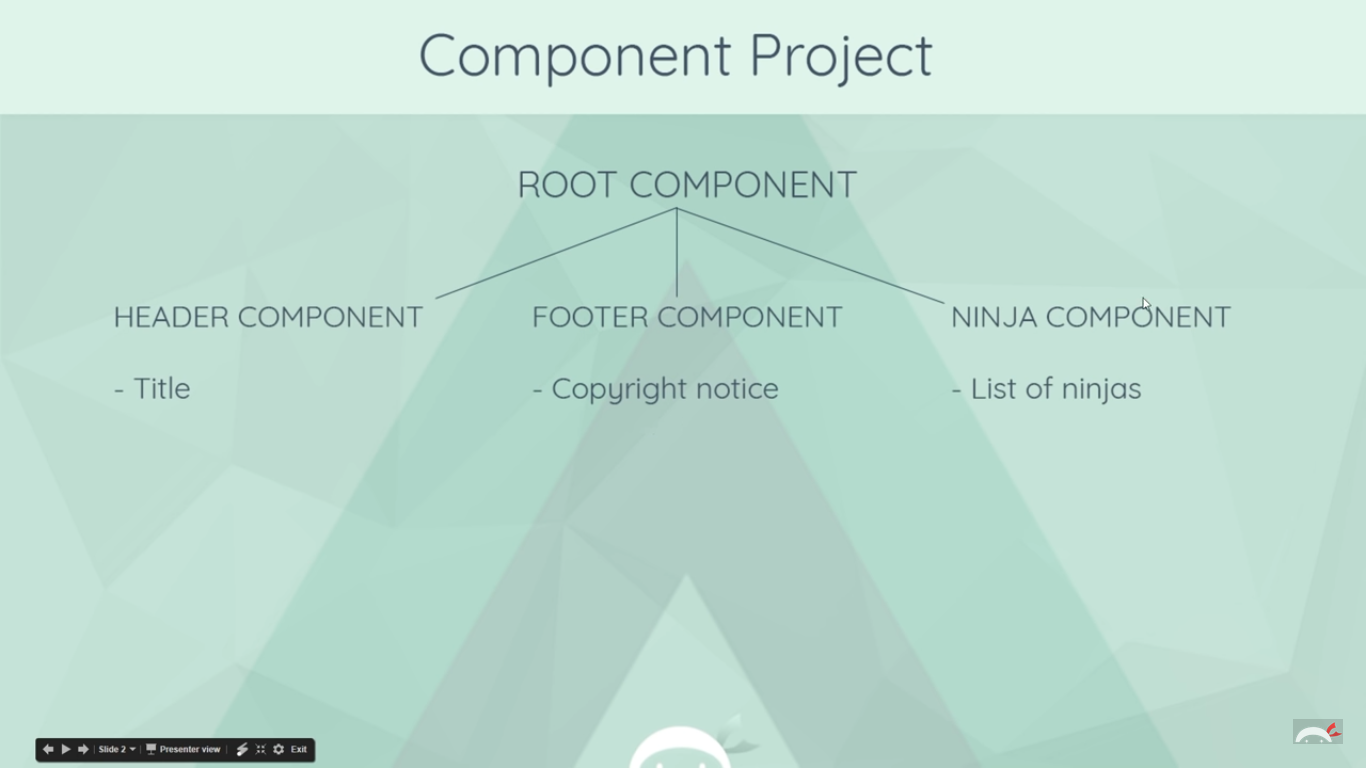 Component Project
ROOT COMPONENT
HEADER COMPONENT
FOOTER COMPONENT
NINJA COMPONENT
- Title
- Copyright notice
- List of ninjas
Slide 2
Presenter view
Exit